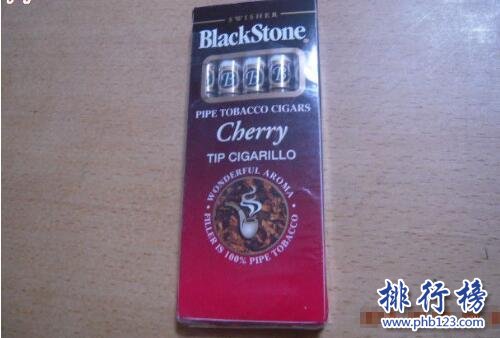 SWISHER
BlackStone®
PIPE TOBACCO CIGARS
Cherry
TIP CIGARILLO
WONDERFUL AROMA
FILLER IS 100% PIPE TOBACCO
排行榜
www.phb123.com